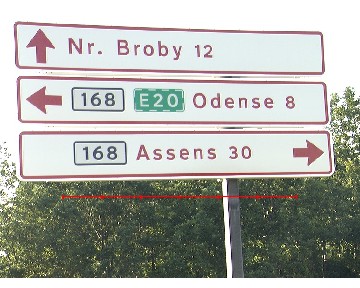 Nr. Broby 12
168 E20 Odense 8
168 Assens 30